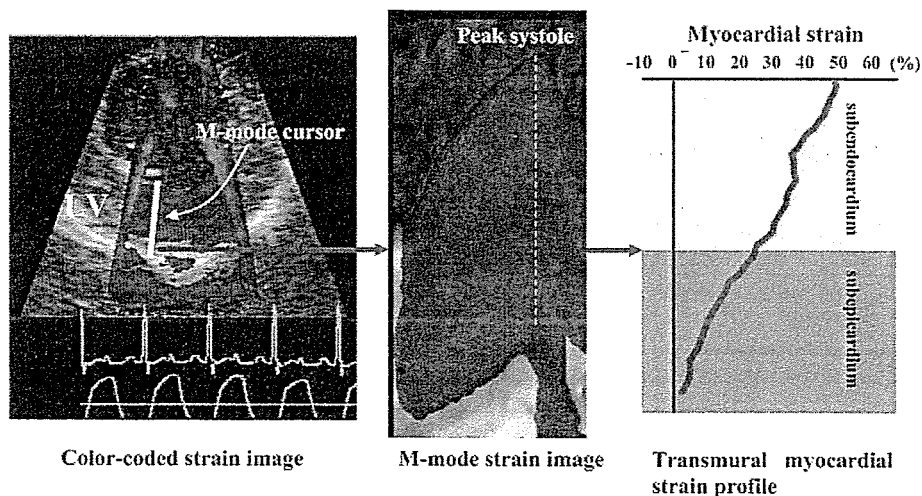 Peak systole
M-mode cursor
LV
Myocardial strain
-10 0 10 20 30 40 50 60 (%)
subendocardium
subepicardium
Color-coded strain image
M-mode strain image
Transmural myocardial
strain profile